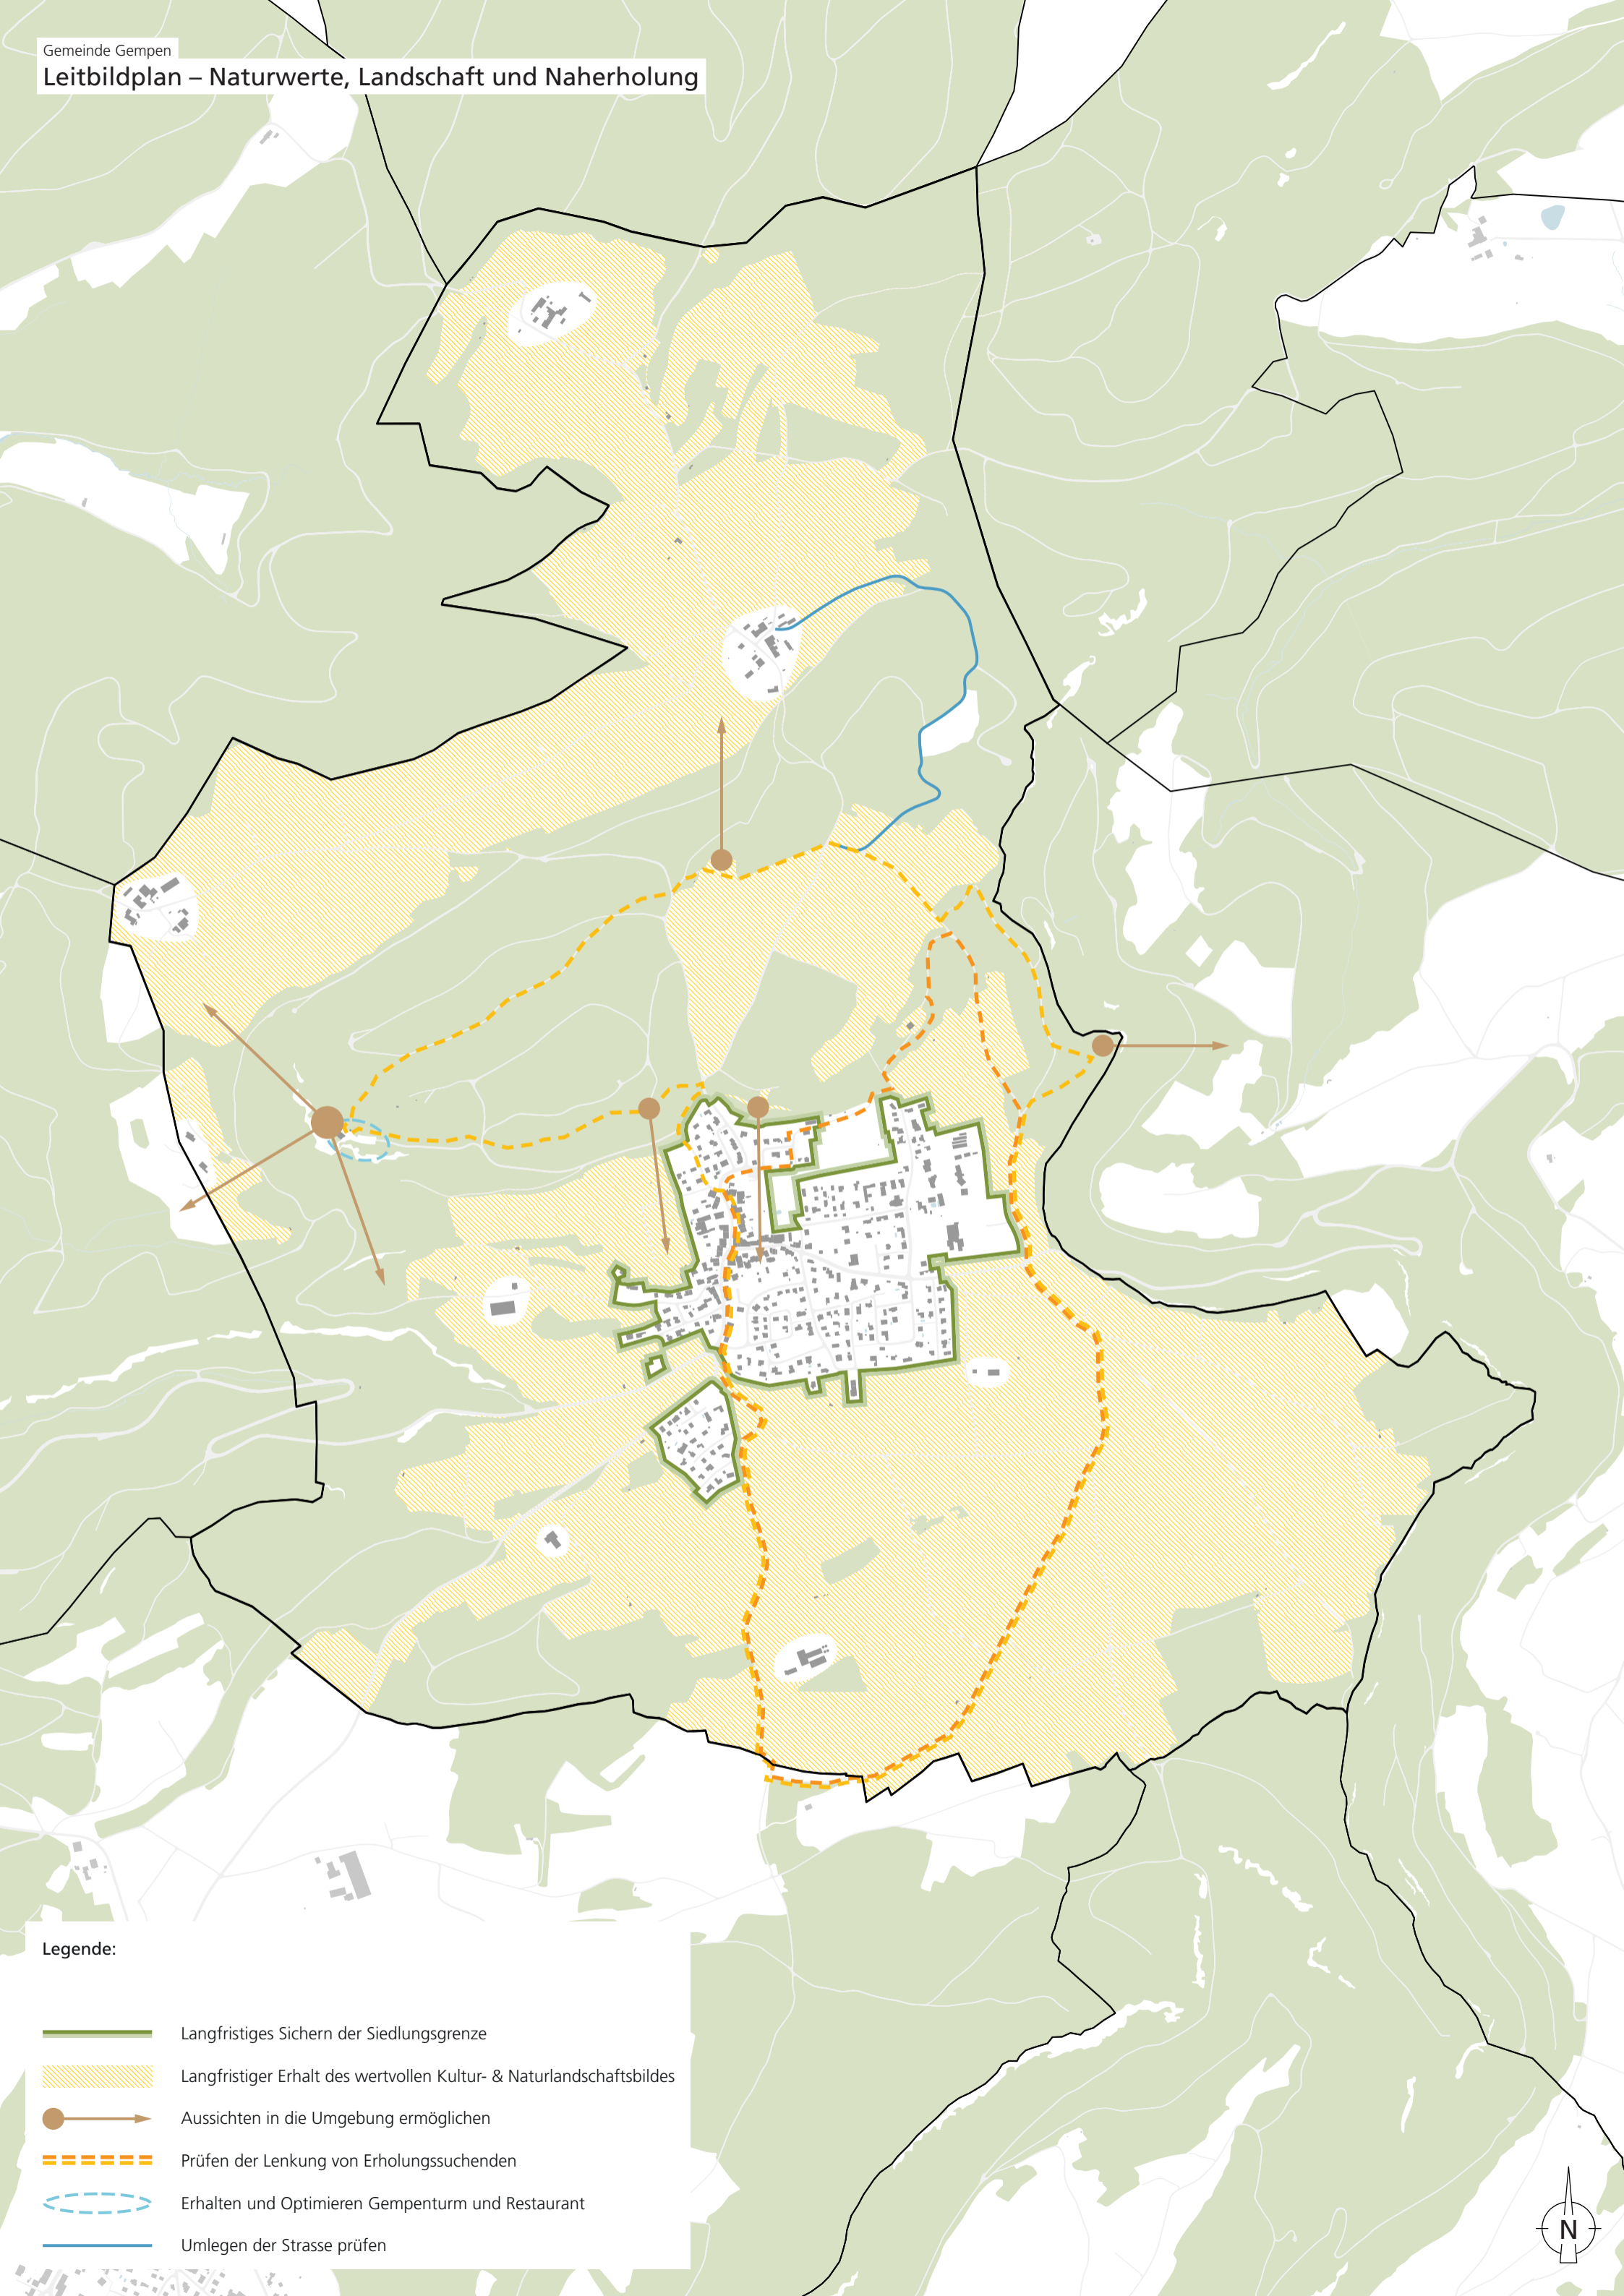 Gemeinde Gempen
Leitbildplan – Naturwerte, Landschaft und Naherholung
Legende:
Langfristiges Sichern der Siedlungsgrenze
Langfristiger Erhalt des wertvollen Kultur- & Naturlandschaftsbildes
Aussichten in die Umgebung ermöglichen
Prüfen der Lenkung von Erholungssuchenden
Erhalten und Optimieren Gempenturm und Restaurant
Umlegen der Strasse prüfen
N